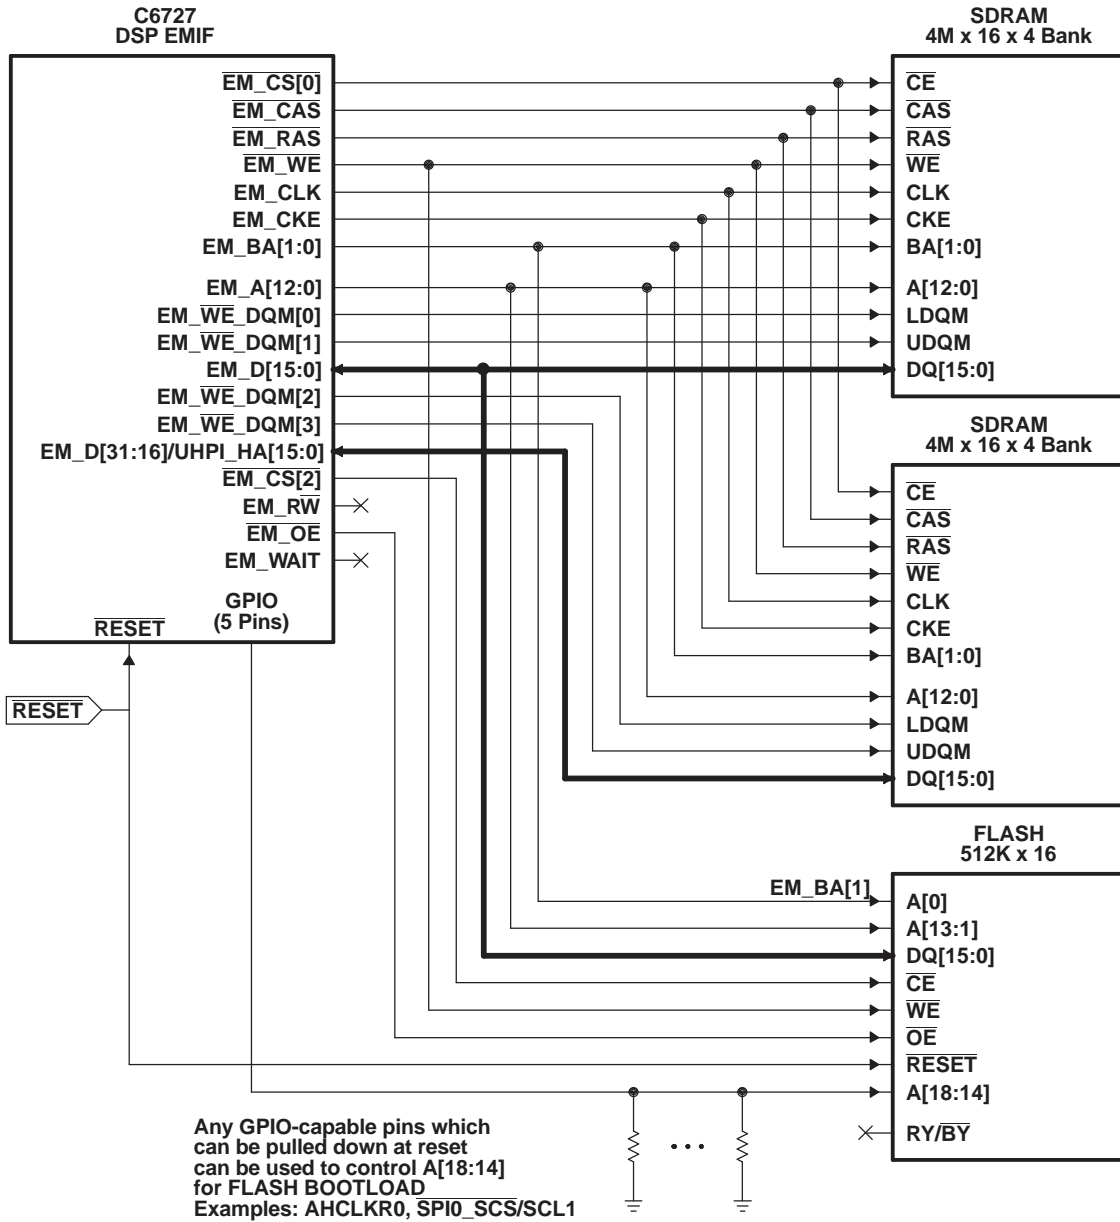 C6727
DSP EMIF
EM_CS[0]
EM_CAS
EM_RAS
EM_WE
EM_CLK
EM_CKE
EM_BA[1:0]
EM_A[12:0]
EM_WE_DQM[0]
EM_WE_DQM[1]
EM_D[15:0]
EM_WE_DQM[2]
EM_WE_DQM[3]
EM_D[31:16]/UHPI_HA[15:0]
EM_CS[2]
EM_RW
EM_OE
EM_WAIT
GPIO
(5 Pins)
RESET
RESET
SDRAM
4M x 16 x 4 Bank
CE
CAS
RAS
WE
CLK
CKE
BA[1:0]
A[12:0]
LDQM
UDQM
DQ[15:0]
SDRAM
4M x 16 x 4 Bank
CE
CAS
RAS
WE
CLK
CKE
BA[1:0]
A[12:0]
LDQM
UDQM
DQ[15:0]
FLASH
512K x 16
EM_BA[1]
A[0]
A[13:1]
DQ[15:0]
CE
WE
OE
RESET
A[18:14]
RY/BY
Any GPIO-capable pins which
can be pulled down at reset
can be used to control A[18:14]
for FLASH BOOTLOAD
Examples: AHCLKR0, SPI0_SCS/SCL1